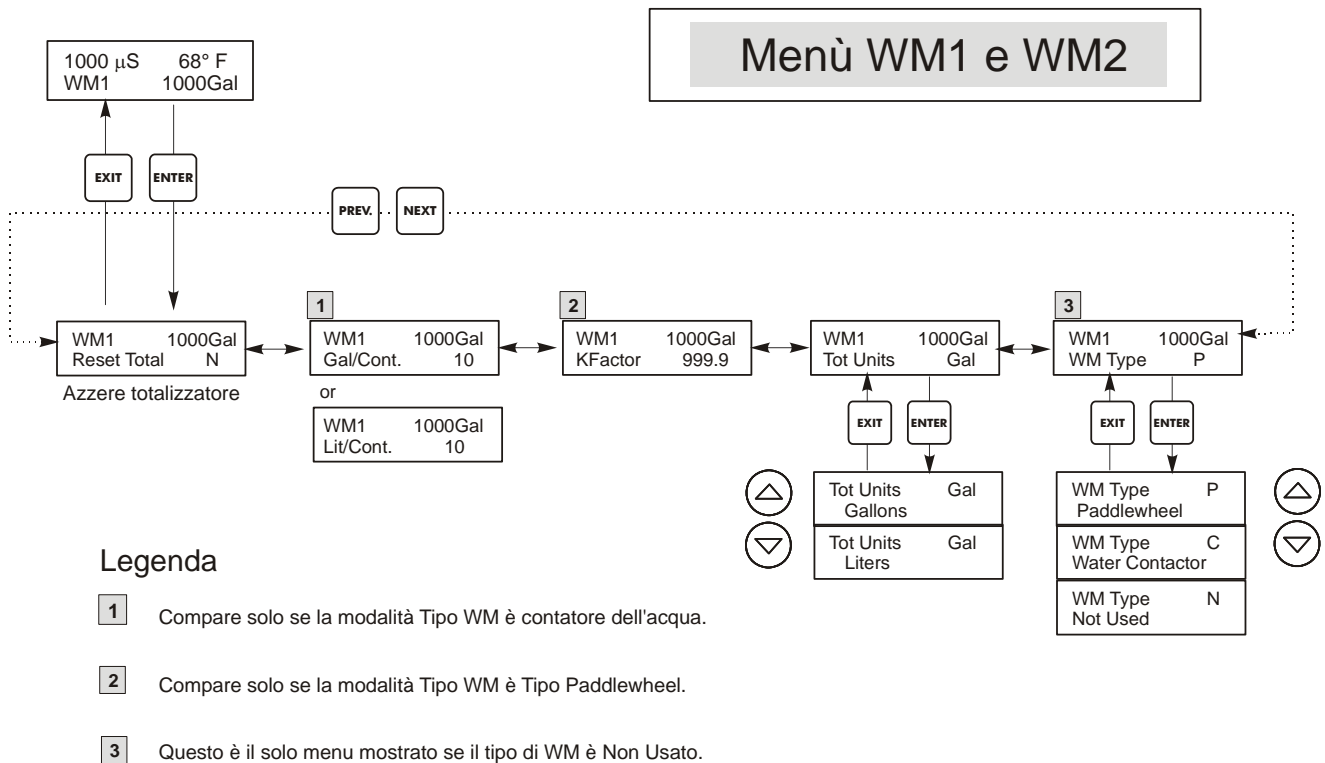 Menù WM1 e WM2
1000 µS 68° F
WM1 1000Gal
EXIT ENTER
PREV. NEXT
1
WM1 1000Gal
Reset Total N
Azzere totalizzatore
WM1 1000Gal
Gal/Cont. 10
or
WM1 1000Gal
Lit/Cont. 10
2
WM1 1000Gal
KFactor 999.9
WM1 1000Gal
Tot Units Gal
EXIT ENTER
Tot Units Gal
Gallons
Tot Units Gal
Liters
3
WM1 1000Gal
WM Type P
EXIT ENTER
WM Type P
Paddlewheel
WM Type C
Water Contactor
WM Type N
Not Used
Legenda
1 Compare solo se la modalità Tipo WM è contatore dell'acqua.
2 Compare solo se la modalità Tipo WM è Tipo Paddlewheel.
3 Questo è il solo menu mostrato se il tipo di WM è Non Usato.